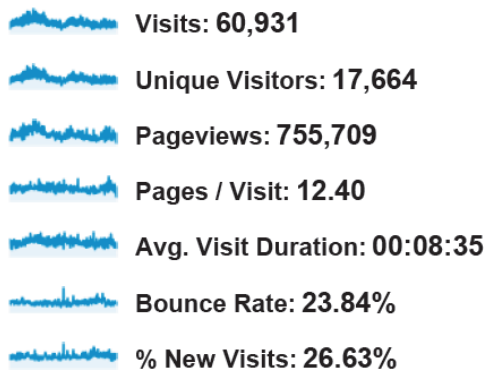 Visits: 60,931
Unique Visitors: 17,664
Pageviews: 755,709
Pages / Visit: 12.40
Avg. Visit Duration: 00:08:35
Bounce Rate: 23.84%
% New Visits: 26.63%